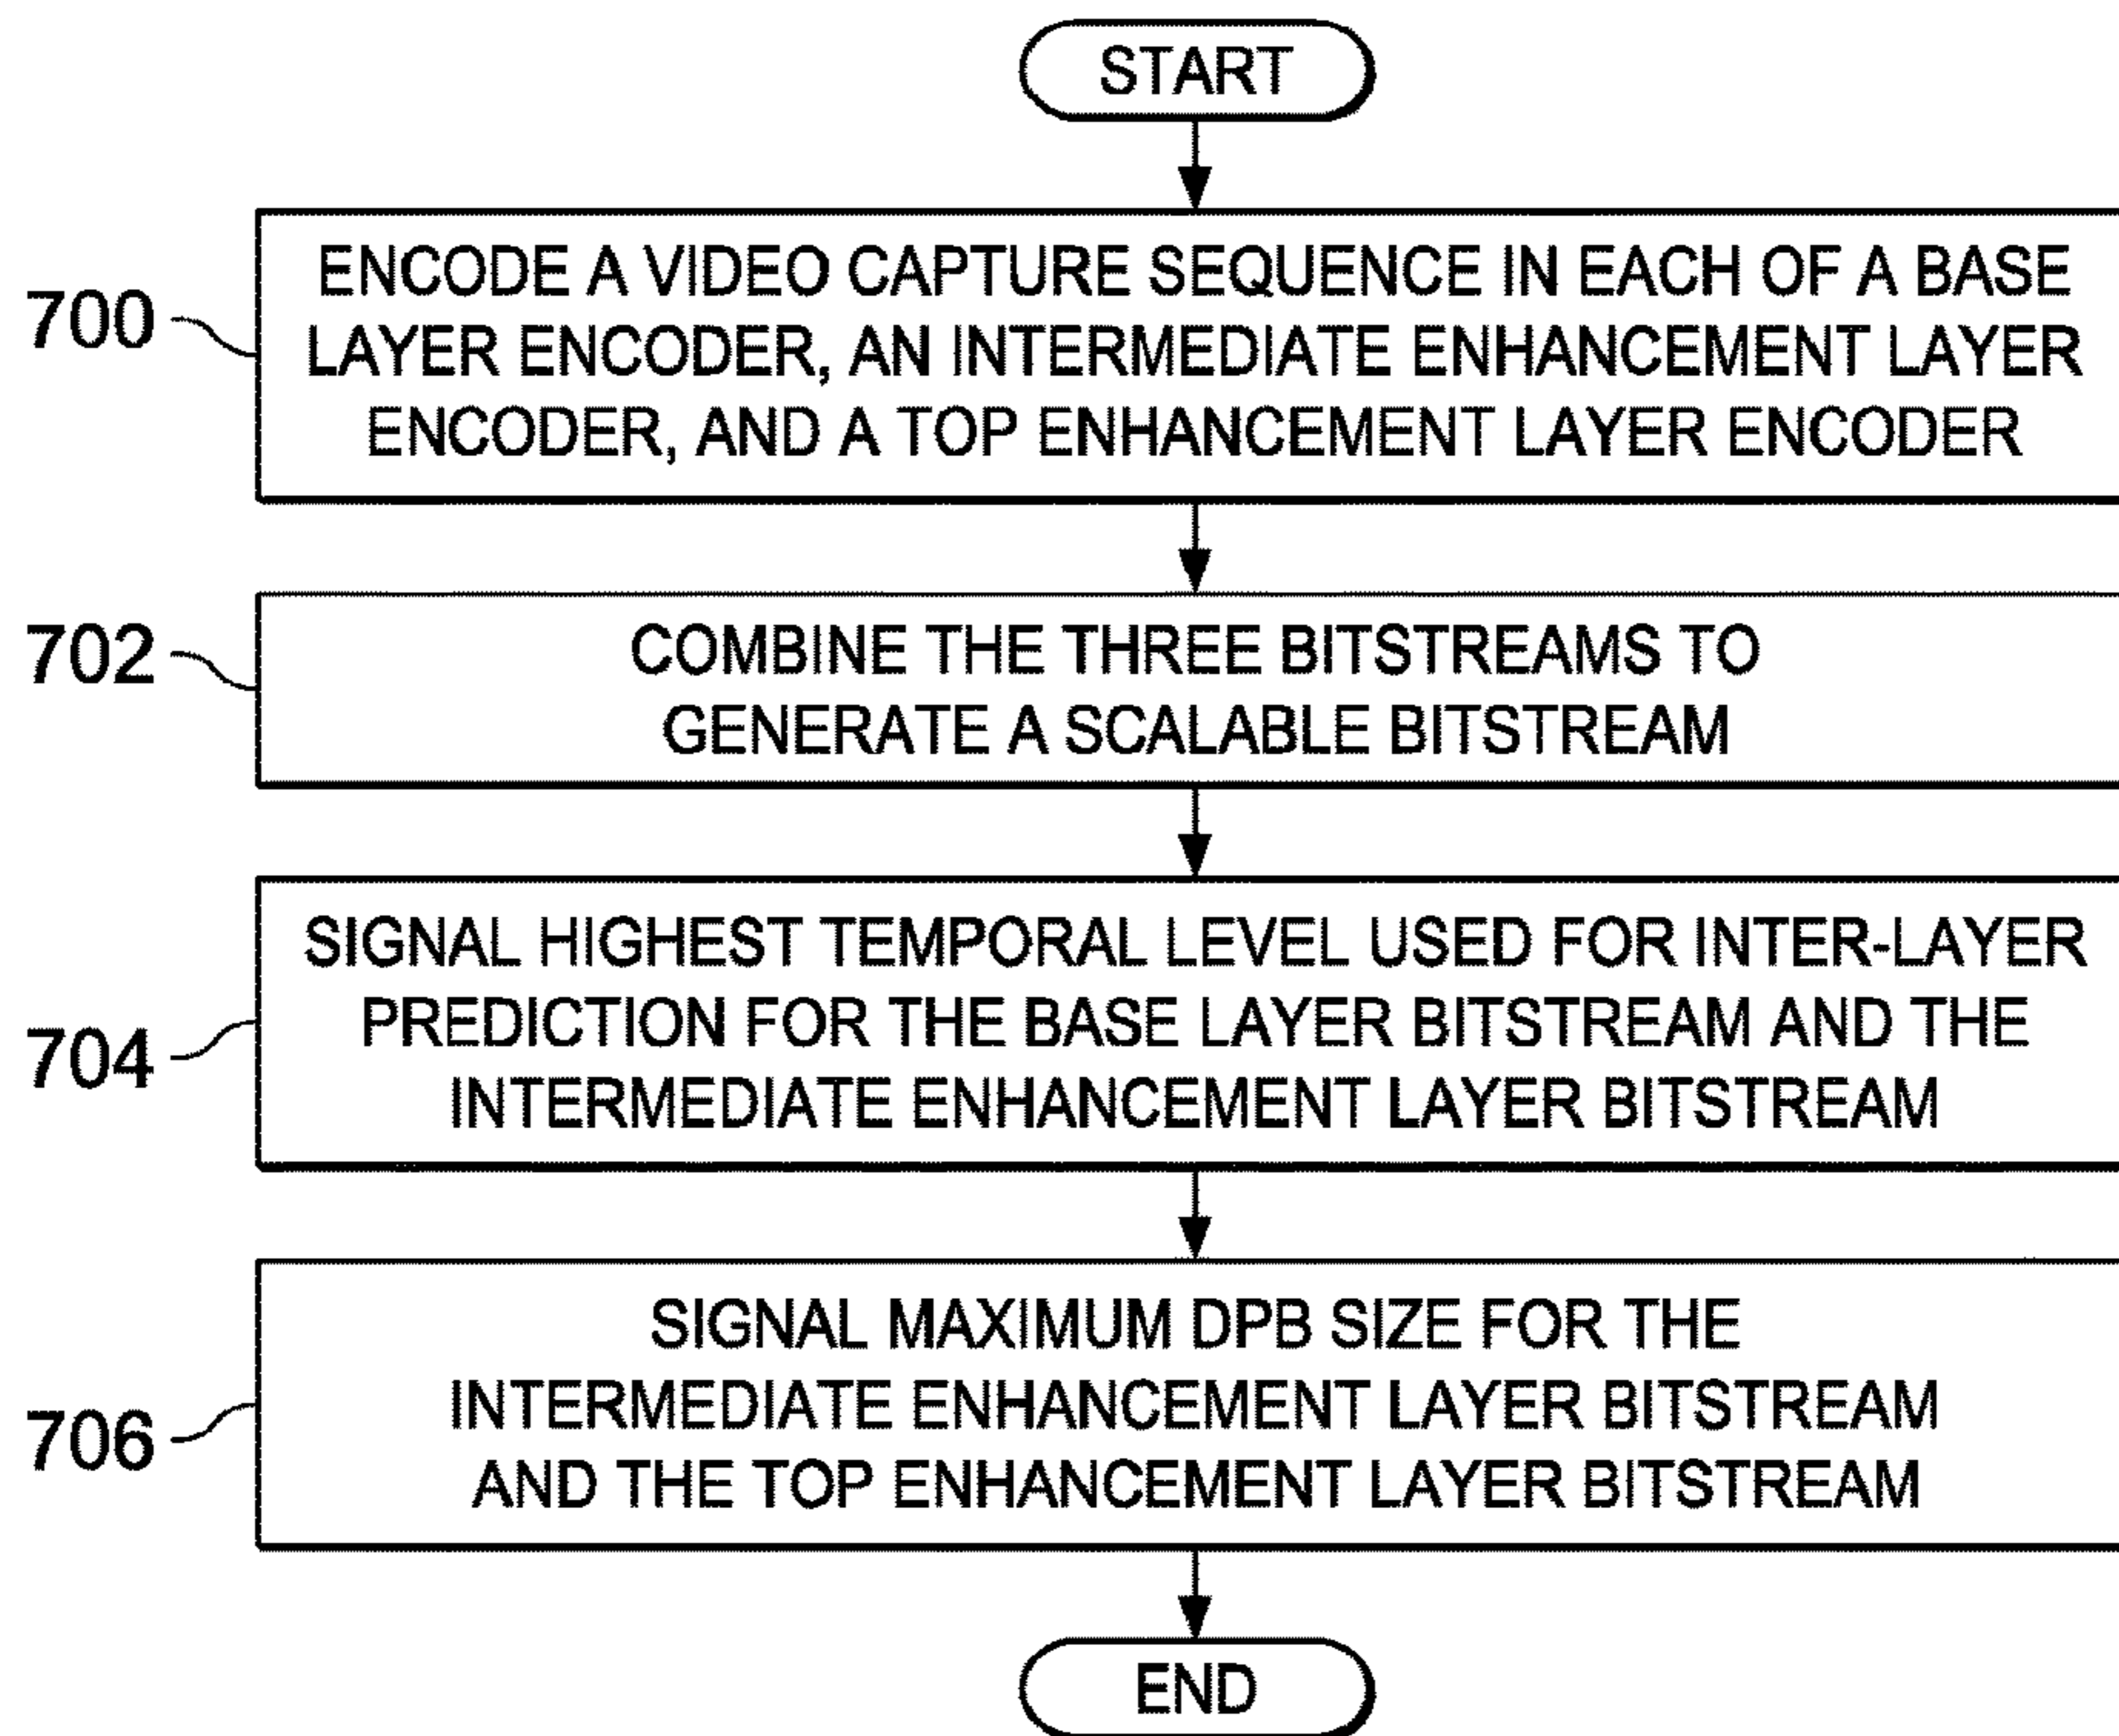 START
700
ENCODE A VIDEO CAPTURE SEQUENCE IN EACH OF A BASE
LAYER ENCODER, AN INTERMEDIATE ENHANCEMENT LAYER
ENCODER, AND A TOP ENHANCEMENT LAYER ENCODER
702
COMBINE THE THREE BITSTREAMS TO
GENERATE A SCALABLE BITSTREAM
704
SIGNAL HIGHEST TEMPORAL LEVEL USED FOR INTER-LAYER
PREDICTION FOR THE BASE LAYER BITSTREAM AND THE
INTERMEDIATE ENHANCEMENT LAYER BITSTREAM
706
SIGNAL MAXIMUM DPB SIZE FOR THE
INTERMEDIATE ENHANCEMENT LAYER BITSTREAM
AND THE TOP ENHANCEMENT LAYER BITSTREAM
END